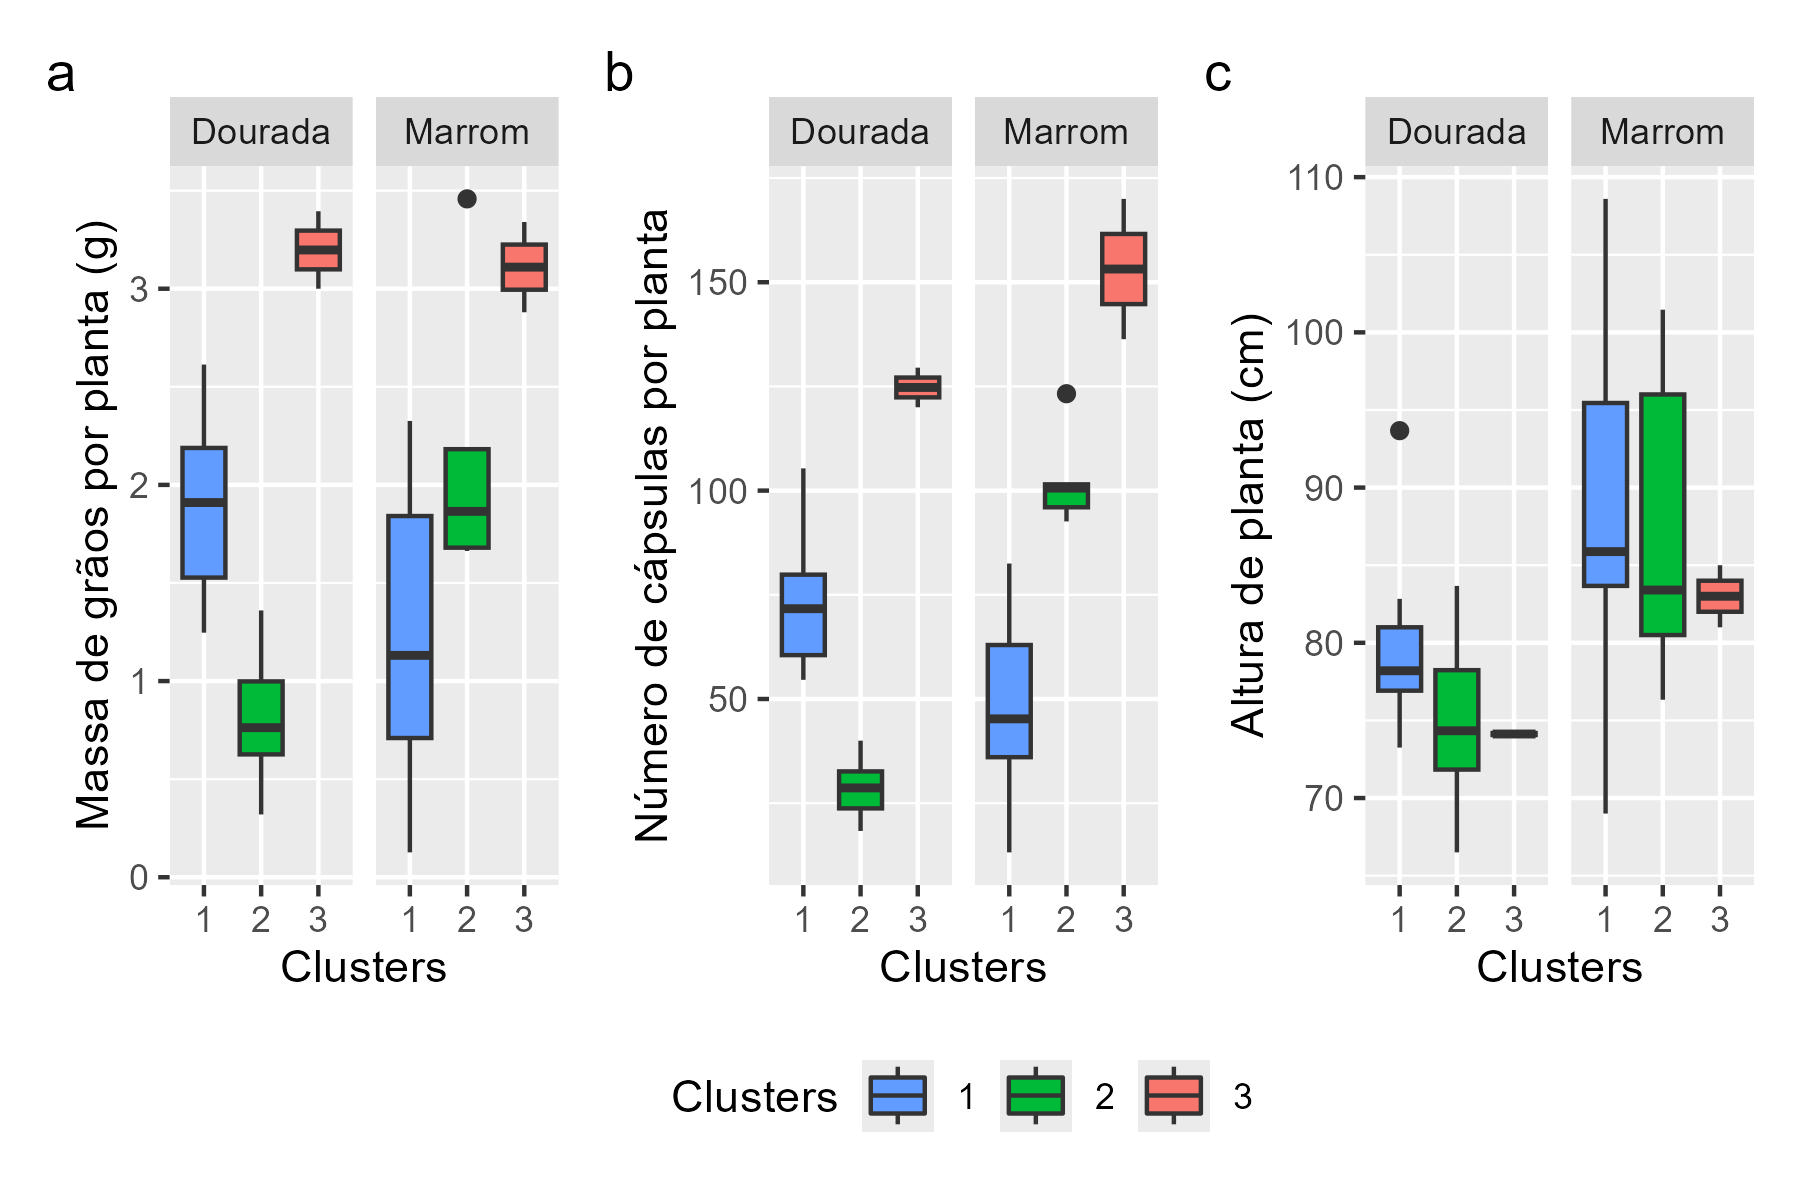 a
Dourada Marrom
Massa de grãos por planta (g)
3
2
1
0
1 2 3 1 2 3
Clusters
b
Dourada Marrom
Número de cápsulas por planta
150
100
50
1 2 3 1 2 3
Clusters
c
Dourada Marrom
Altura de planta (cm)
110
100
90
80
70
1 2 3 1 2 3
Clusters
Clusters 1 2 3